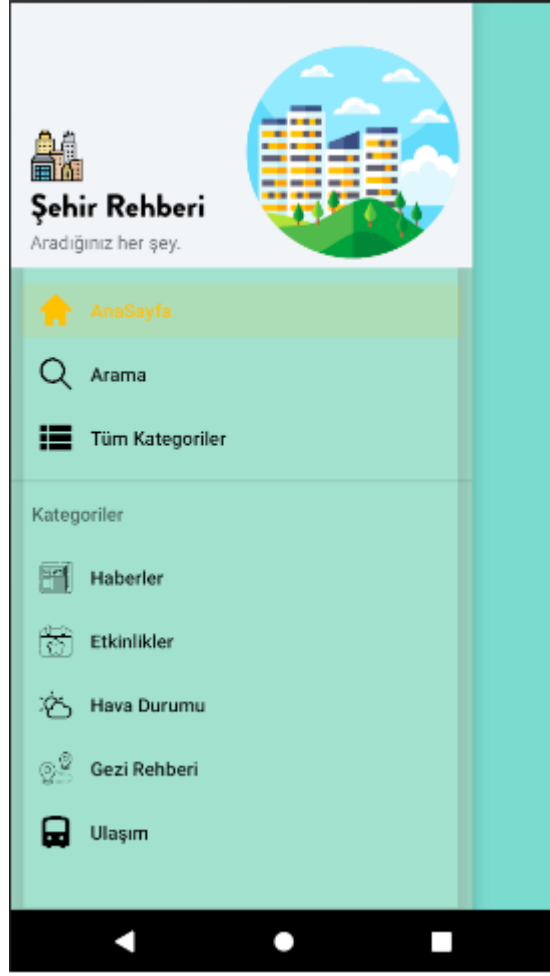 Şehir Rehberi
Aradığınız her şey.
AnaSayfa
Arama
Tüm Kategoriler
Kategoriler
Haberler
Etkinlikler
Hava Durumu
Gezi Rehberi
Ulaşım